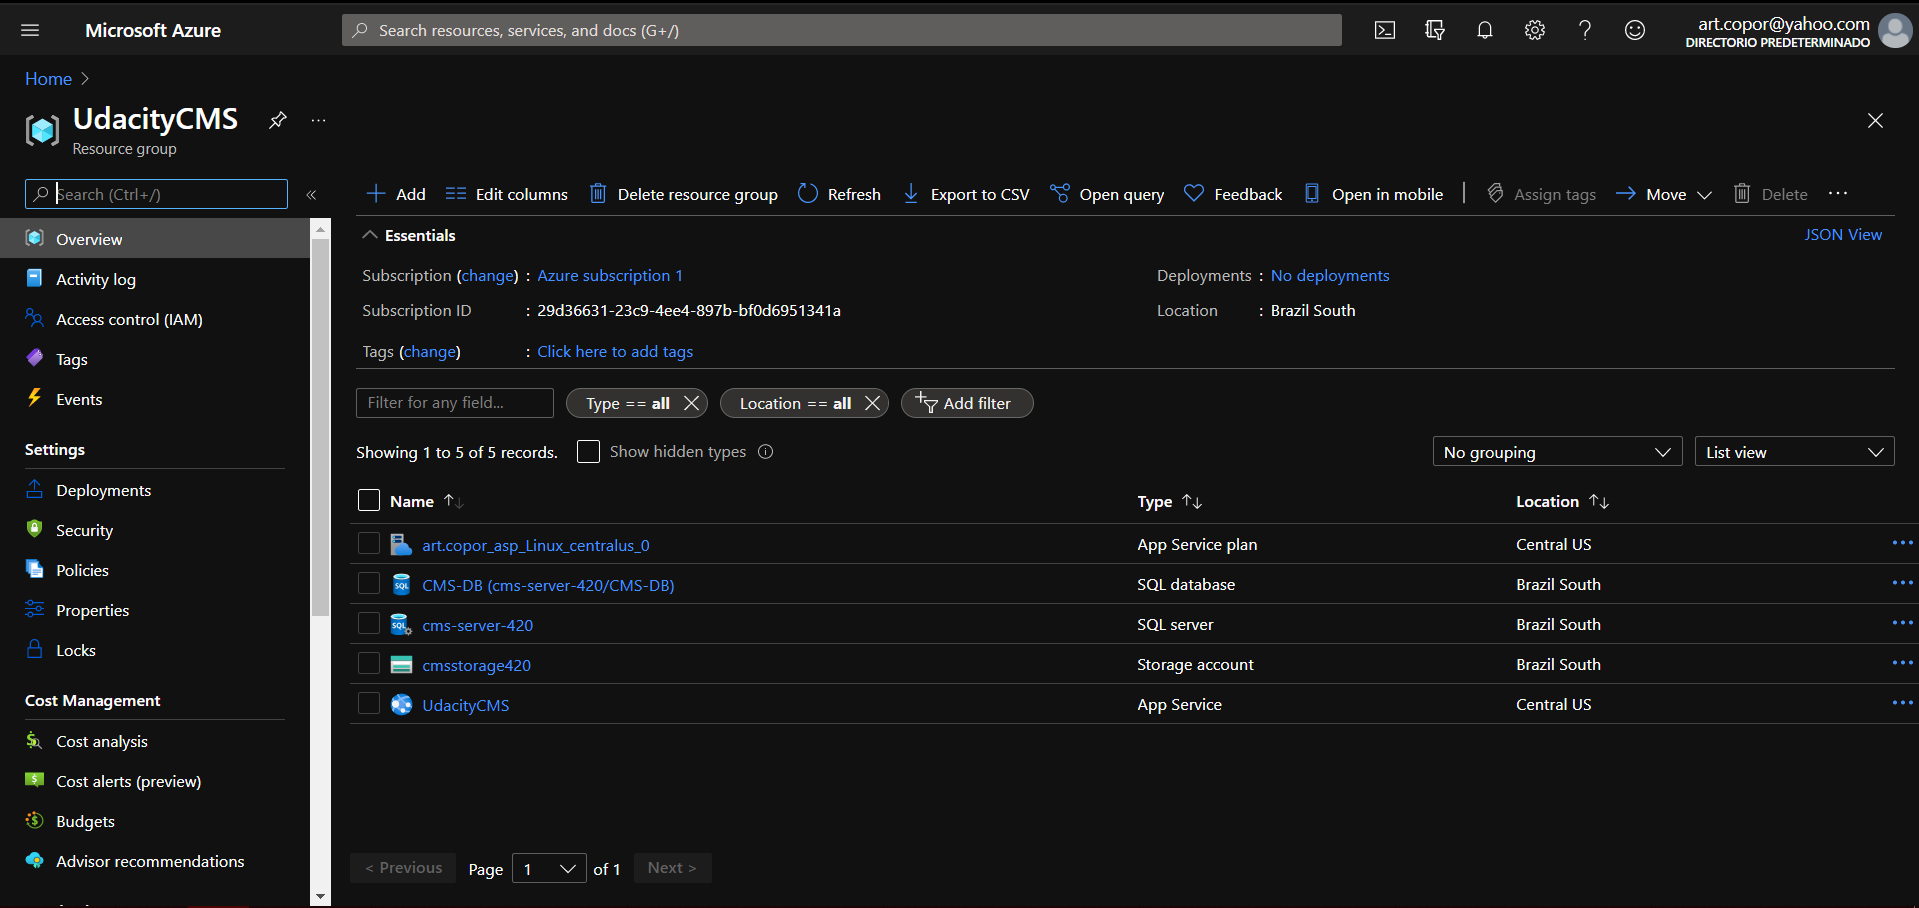 Microsoft Azure
Search resources, services, and docs (G+/)
art.copor@yahoo.com
DIRECTORIO PREDETERMINADO
Home
UdacityCMS
Resource group
Search (Ctrl+/)
Overview
Activity log
Access control (IAM)
Tags
Events
Settings
Deployments
Security
Policies
Properties
Locks
Cost Management
Cost analysis
Cost alerts (preview)
Budgets
Advisor recommendations
Add Edit columns Delete resource group Refresh Export to CSV Open query Feedback Open in mobile Assign tags Move Delete
Essentials
JSON View
Subscription (change) : Azure subscription 1
Deployments : No deployments
Subscription ID : 29d36631-23c9-4ee4-897b-bf0d6951341a
Location : Brazil South
Tags (change) : Click here to add tags
Filter for any field... Type == all Location == all Add filter
Showing 1 to 5 of 5 records. Show hidden types
No grouping List view
Name Type Location
art.copor_asp_Linux_centralus_0 App Service plan Central US
CMS-DB (cms-server-420/CMS-DB) SQL database Brazil South
cms-server-420 SQL server Brazil South
cmsstorage420 Storage account Brazil South
UdacityCMS App Service Central US
< Previous Page 1 of 1 Next >